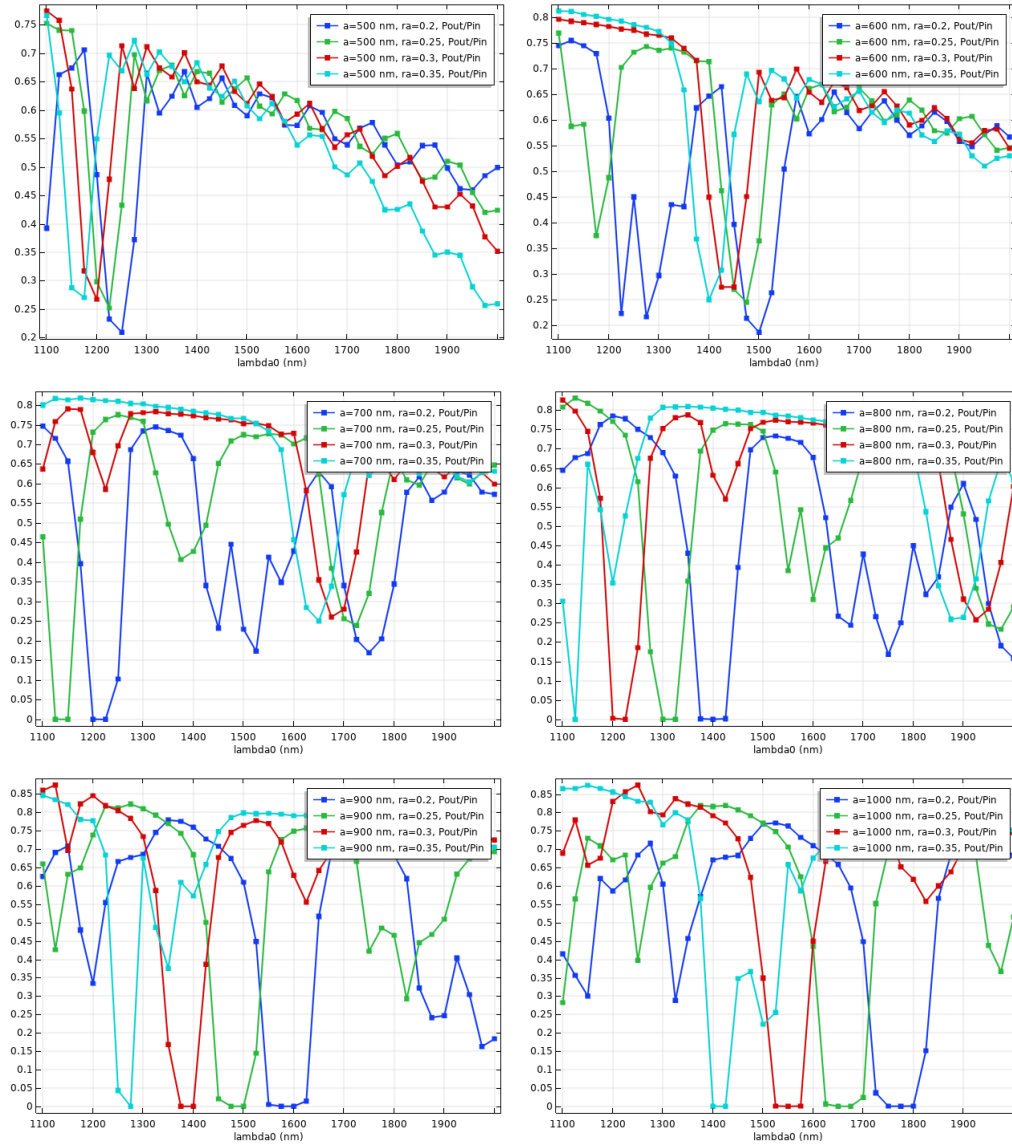 0.75
0.7
0.65
0.6
0.55
0.5
0.45
0.4
0.35
0.3
0.25
0.2
a=500 nm, ra=0.2, Pout/Pin
a=500 nm, ra=0.25, Pout/Pin
a=500 nm, ra=0.3, Pout/Pin
a=500 nm, ra=0.35, Pout/Pin
1100 1200 1300 1400 1500 1600 1700 1800 1900
lambda0 (nm)
0.8
0.75
0.7
0.65
0.6
0.55
0.5
0.45
0.4
0.35
0.3
0.25
0.2
a=600 nm, ra=0.2, Pout/Pin
a=600 nm, ra=0.25, Pout/Pin
a=600 nm, ra=0.3, Pout/Pin
a=600 nm, ra=0.35, Pout/Pin
1100 1200 1300 1400 1500 1600 1700 1800 1900
lambda0 (nm)
0.8
0.75
0.7
0.65
0.6
0.55
0.5
0.45
0.4
0.35
0.3
0.25
0.2
0.15
0.1
0.05
0
a=700 nm, ra=0.2, Pout/Pin
a=700 nm, ra=0.25, Pout/Pin
a=700 nm, ra=0.3, Pout/Pin
a=700 nm, ra=0.35, Pout/Pin
1100 1200 1300 1400 1500 1600 1700 1800 1900
lambda0 (nm)
0.8
0.75
0.7
0.65
0.6
0.55
0.5
0.45
0.4
0.35
0.3
0.25
0.2
0.15
0.1
0.05
0
a=800 nm, ra=0.2, Pout/Pin
a=800 nm, ra=0.25, Pout/Pin
a=800 nm, ra=0.3, Pout/Pin
a=800 nm, ra=0.35, Pout/Pin
1100 1200 1300 1400 1500 1600 1700 1800 1900
lambda0 (nm)
0.85
0.8
0.75
0.7
0.65
0.6
0.55
0.5
0.45
0.4
0.35
0.3
0.25
0.2
0.15
0.1
0.05
0
a=900 nm, ra=0.2, Pout/Pin
a=900 nm, ra=0.25, Pout/Pin
a=900 nm, ra=0.3, Pout/Pin
a=900 nm, ra=0.35, Pout/Pin
1100 1200 1300 1400 1500 1600 1700 1800 1900
lambda0 (nm)
0.85
0.8
0.75
0.7
0.65
0.6
0.55
0.5
0.45
0.4
0.35
0.3
0.25
0.2
0.15
0.1
0.05
0
a=1000 nm, ra=0.2, Pout/Pin
a=1000 nm, ra=0.25, Pout/Pin
a=1000 nm, ra=0.3, Pout/Pin
a=1000 nm, ra=0.35, Pout/Pin
1100 1200 1300 1400 1500 1600 1700 1800 1900
lambda0 (nm)